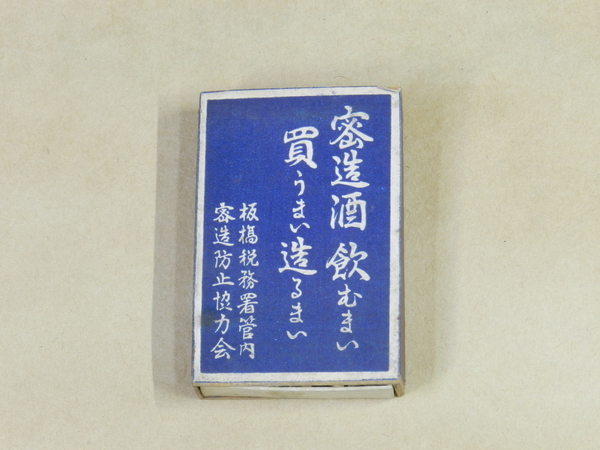 密造酒飲むまい
買うまい造るまい
板橋税務署管内
密造防止協力会